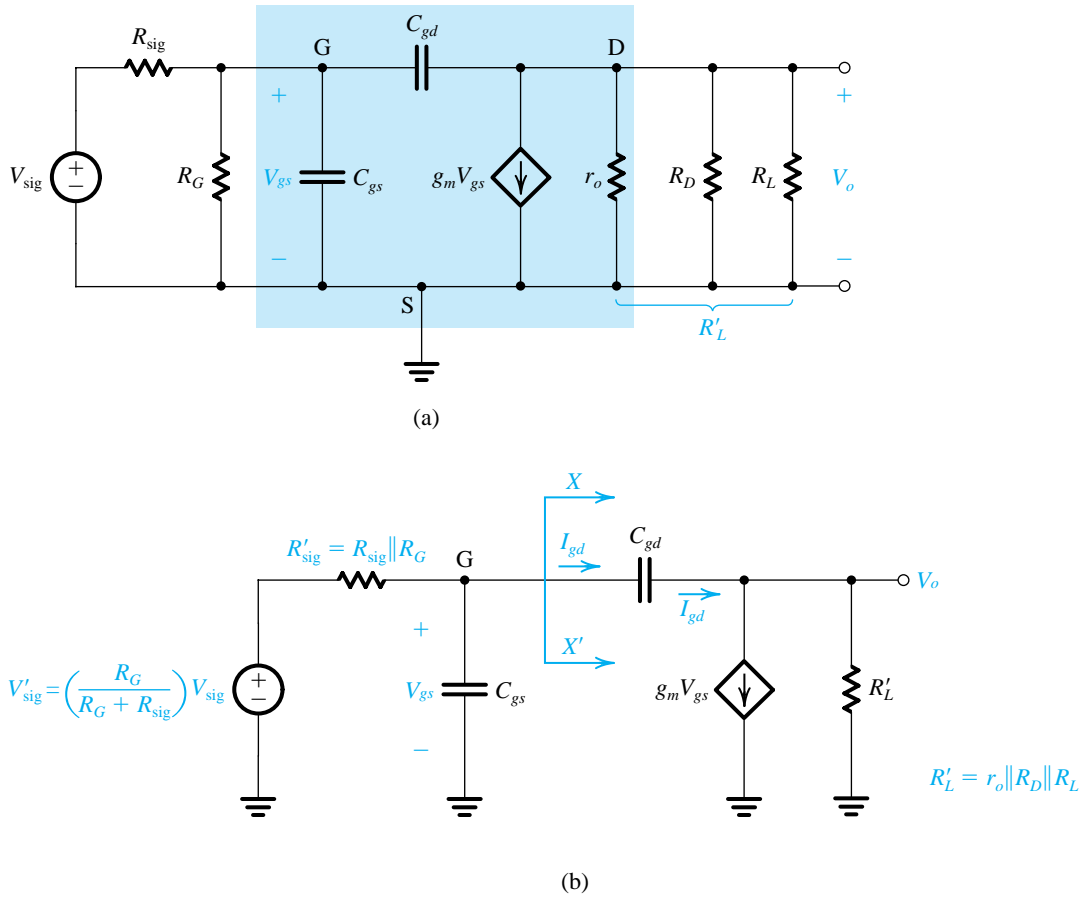 C_gd
R_sig
G
D
+
+
V_sig
+
−
R_G
V_gs
C_gs
g_mV_gs
r_o
R_D
R_L
V_o
−
−
S
R′_L
(a)
X
C_gd
I_gd
R′_sig = R_sig||R_G
G
V_o
I_gd
+
X′
V′_sig = (R_G / (R_G + R_sig)) V_sig
+
−
V_gs
C_gs
g_mV_gs
R′_L
−
R′_L = r_o||R_D||R_L
(b)